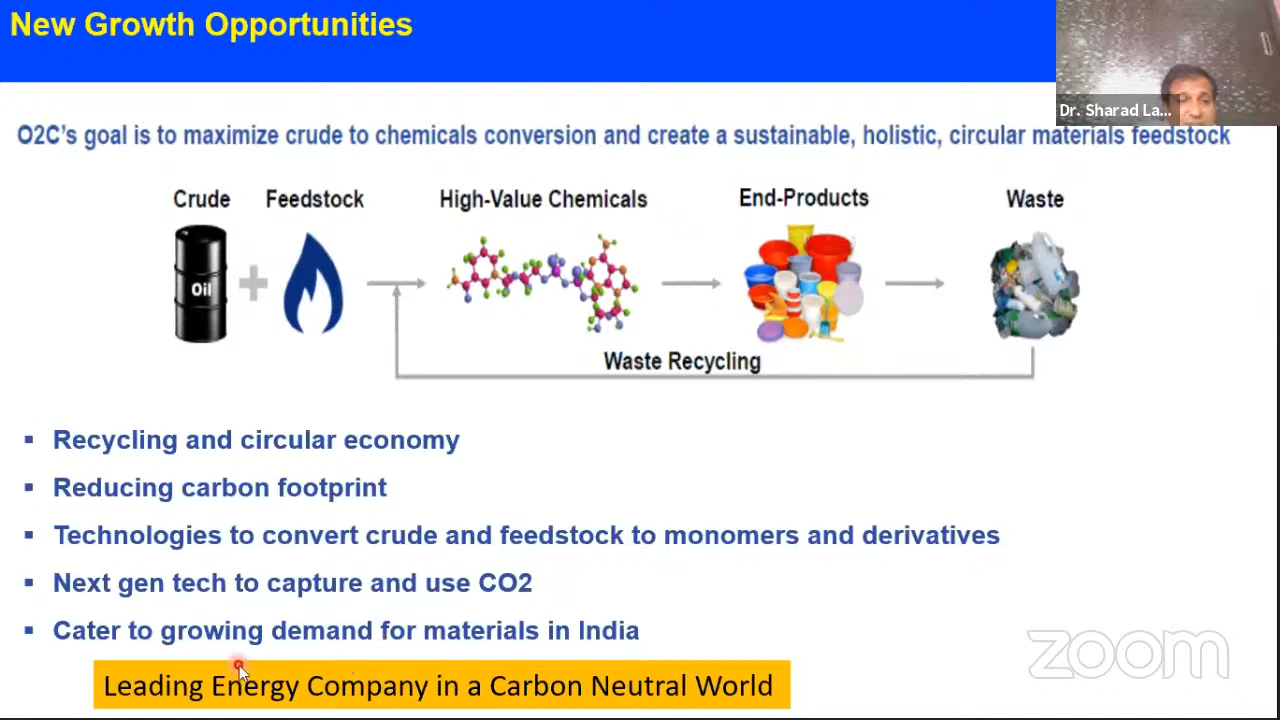 New Growth Opportunities
Dr. Sharad La...
O2C's goal is to maximize crude to chemicals conversion and create a sustainable, holistic, circular materials feedstock
Crude Feedstock High-Value Chemicals End-Products Waste
Oil
Waste Recycling
▪ Recycling and circular economy
▪ Reducing carbon footprint
▪ Technologies to convert crude and feedstock to monomers and derivatives
▪ Next gen tech to capture and use CO2
▪ Cater to growing demand for materials in India
zoom
Leading Energy Company in a Carbon Neutral World